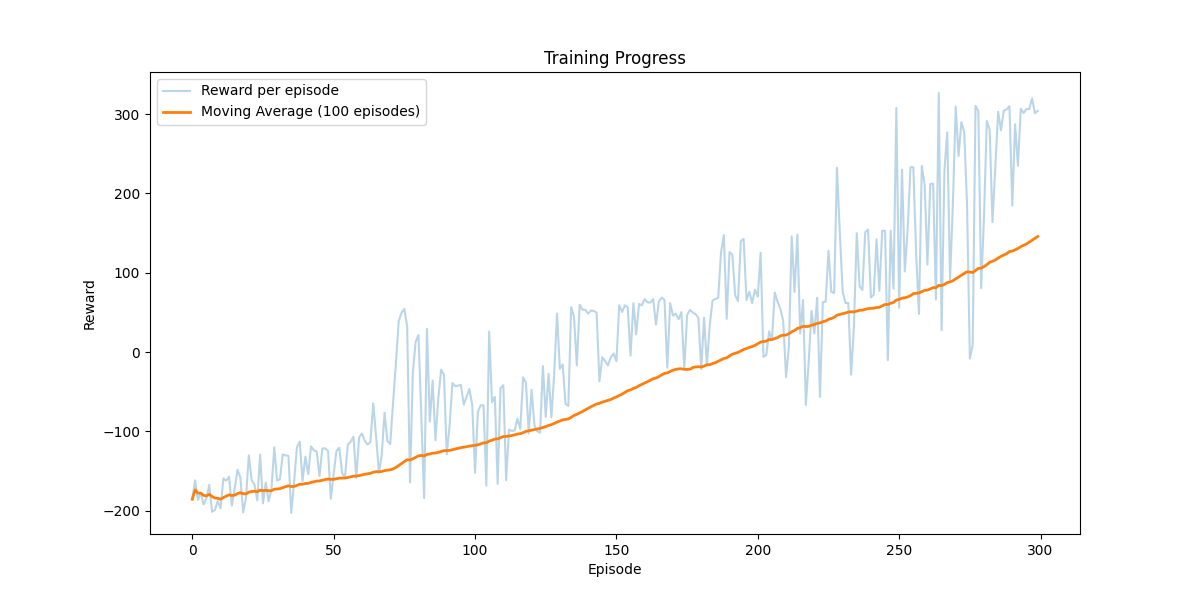 Training Progress
Reward per episode
Moving Average (100 episodes)
300
200
100
0
−100
−200
Reward
0
50
100
150
200
250
300
Episode